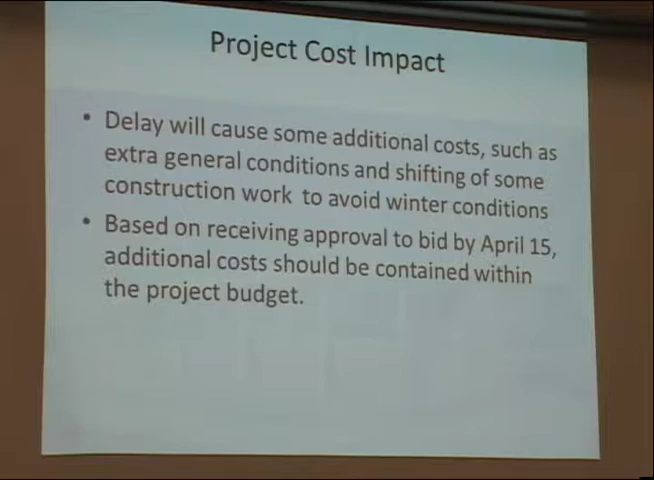 Project Cost Impact
• Delay will cause some additional costs, such as
extra general conditions and shifting of some
construction work to avoid winter conditions
• Based on receiving approval to bid by April 15,
additional costs should be contained within
the project budget.